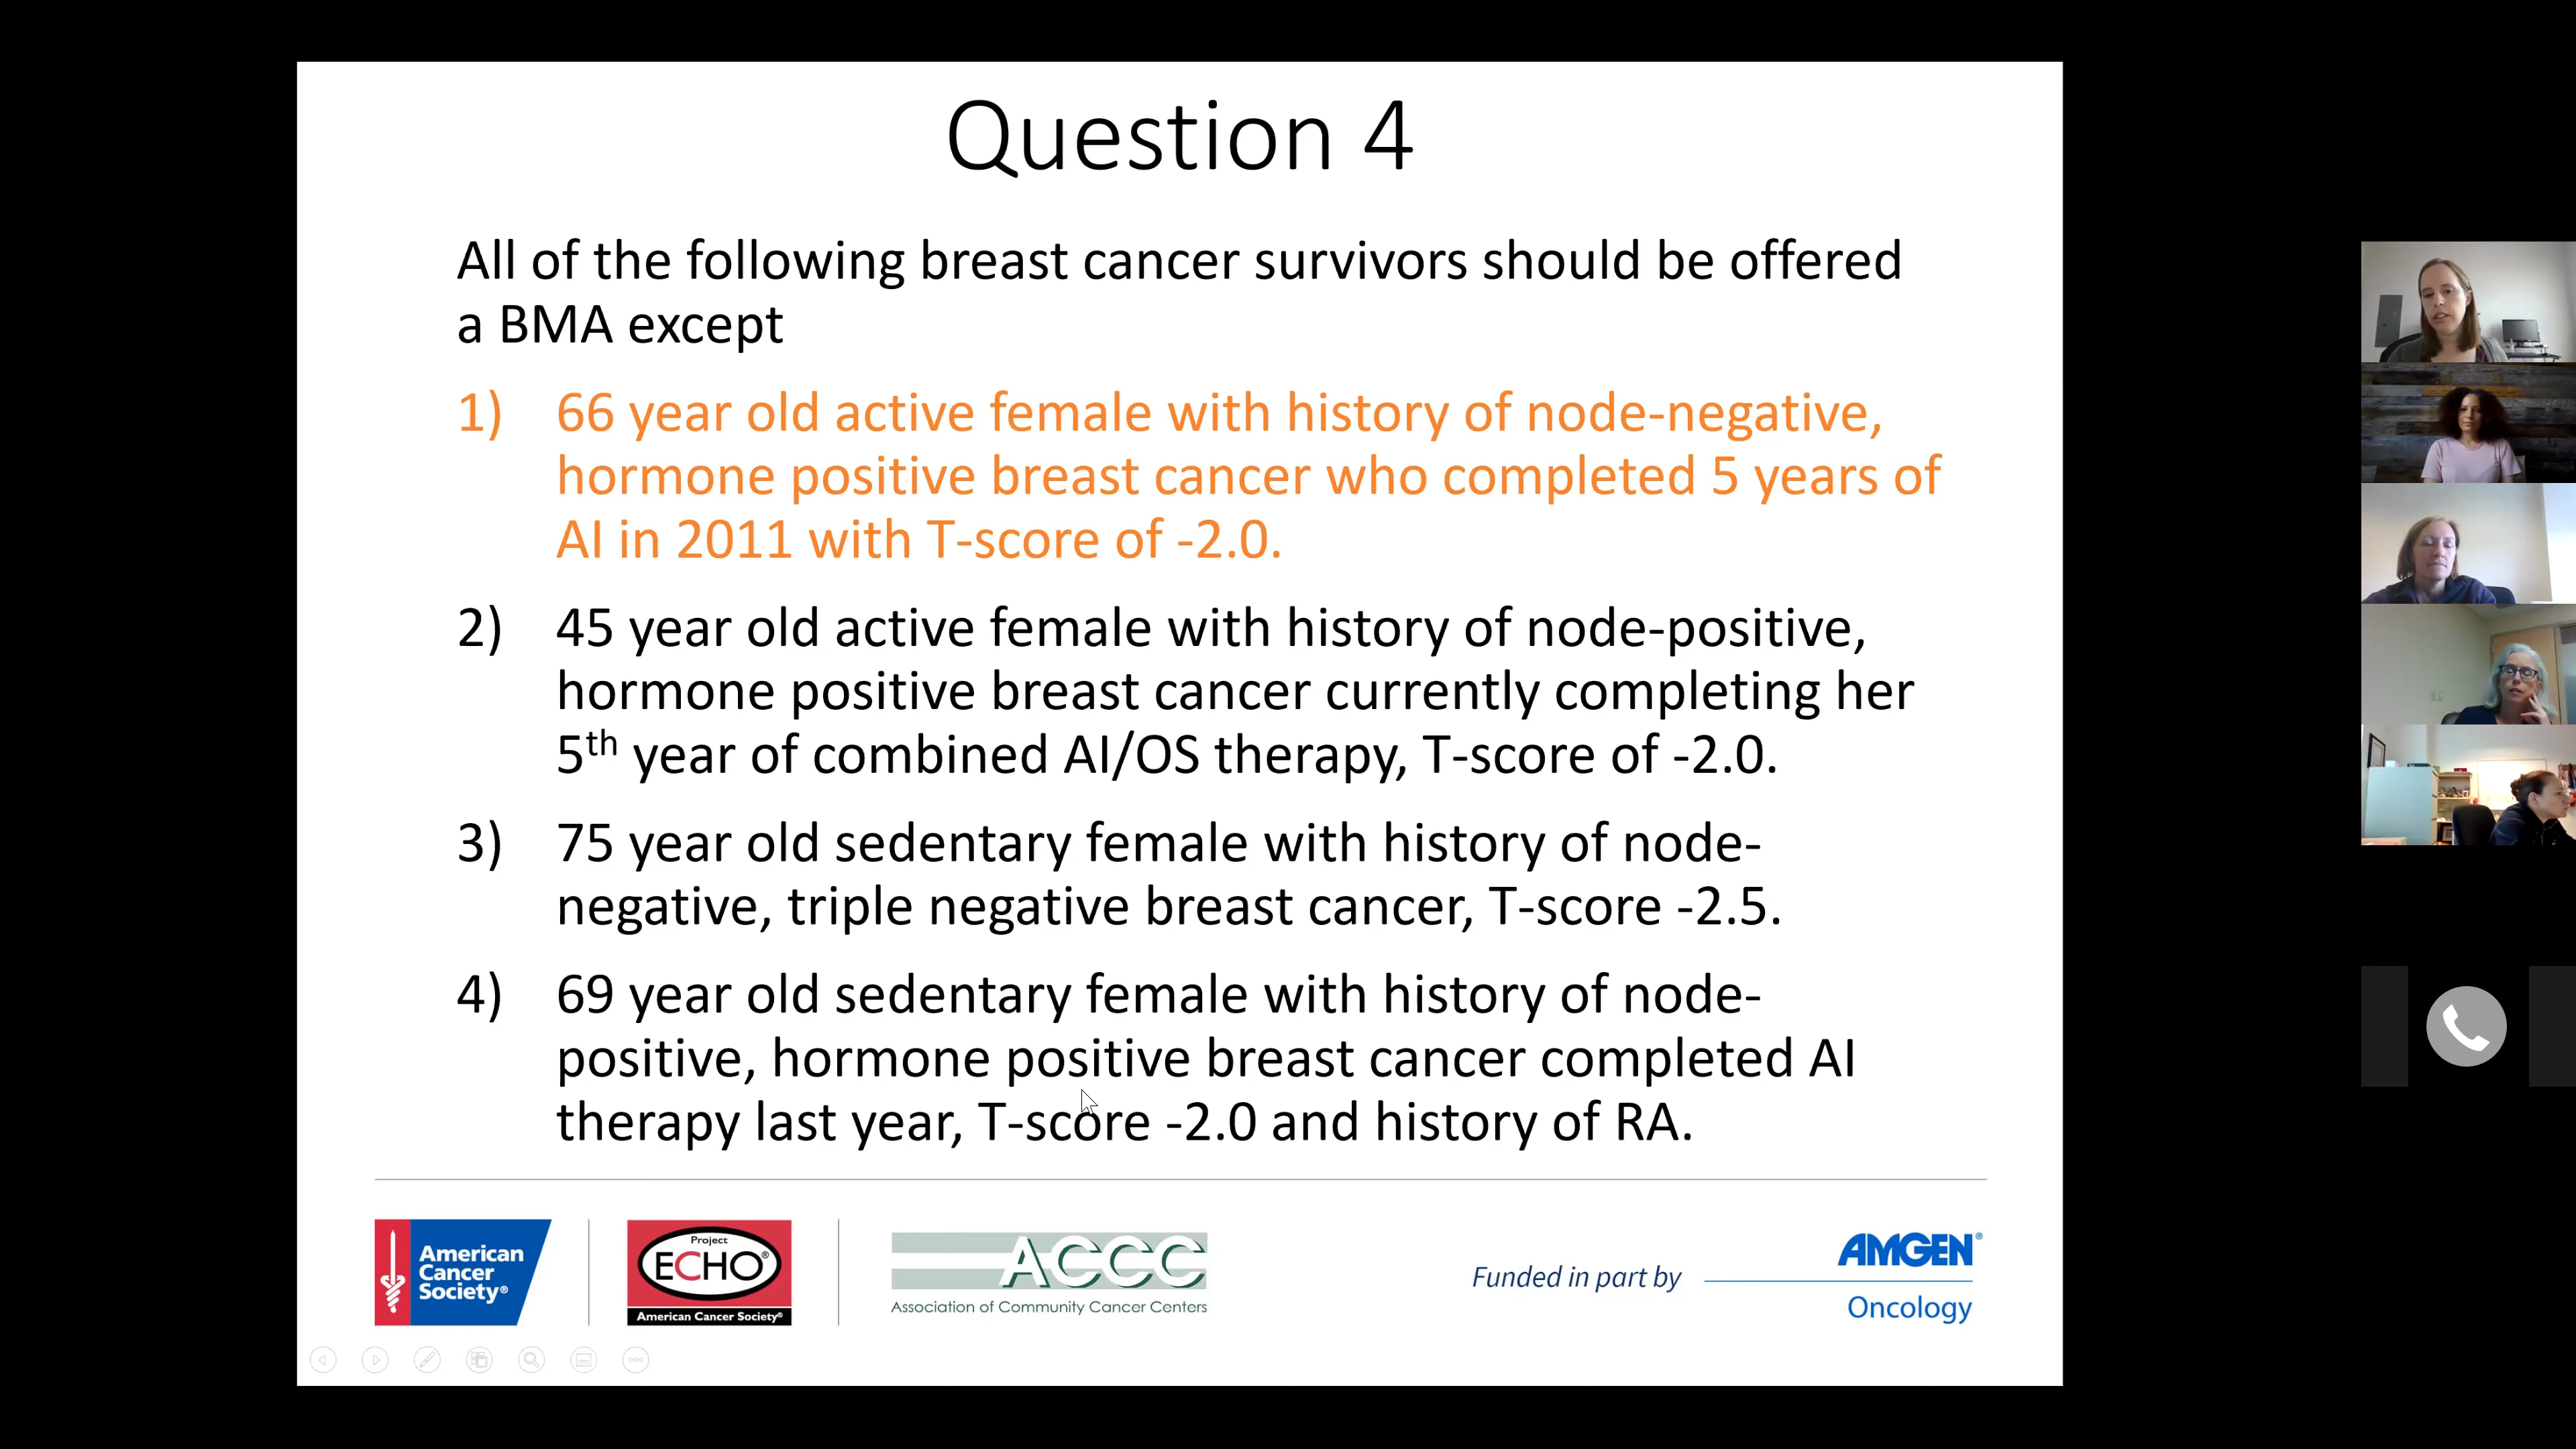 Question 4
All of the following breast cancer survivors should be offered
a BMA except
1) 66 year old active female with history of node-negative,
hormone positive breast cancer who completed 5 years of
AI in 2011 with T-score of -2.0.
2) 45 year old active female with history of node-positive,
hormone positive breast cancer currently completing her
5th year of combined AI/OS therapy, T-score of -2.0.
3) 75 year old sedentary female with history of node-
negative, triple negative breast cancer, T-score -2.5.
4) 69 year old sedentary female with history of node-
positive, hormone positive breast cancer completed AI
therapy last year, T-score -2.0 and history of RA.
American
Cancer
Society®
Project
ECHO®
American Cancer Society®
ACCC
Association of Community Cancer Centers
Funded in part by
AMGEN®
Oncology